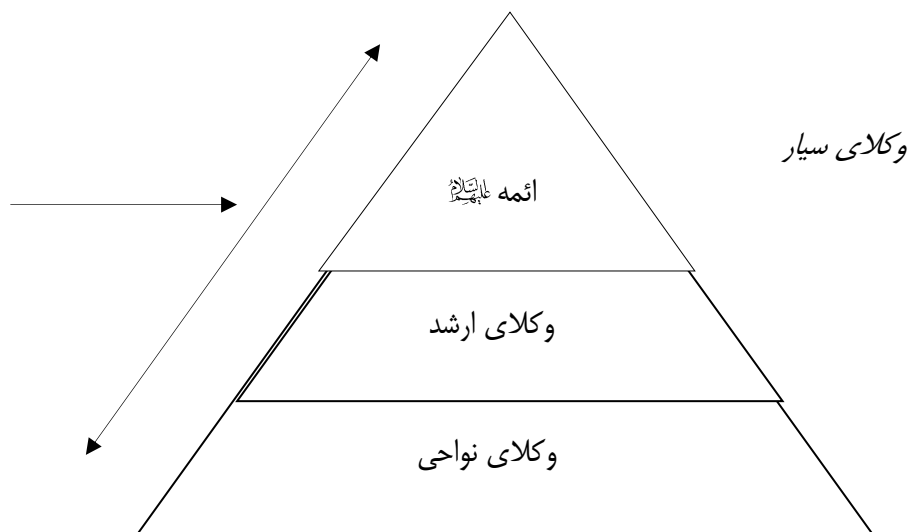 وکلای سیار
ائمه علیهم السلام
وکلای ارشد
وکلای نواحی